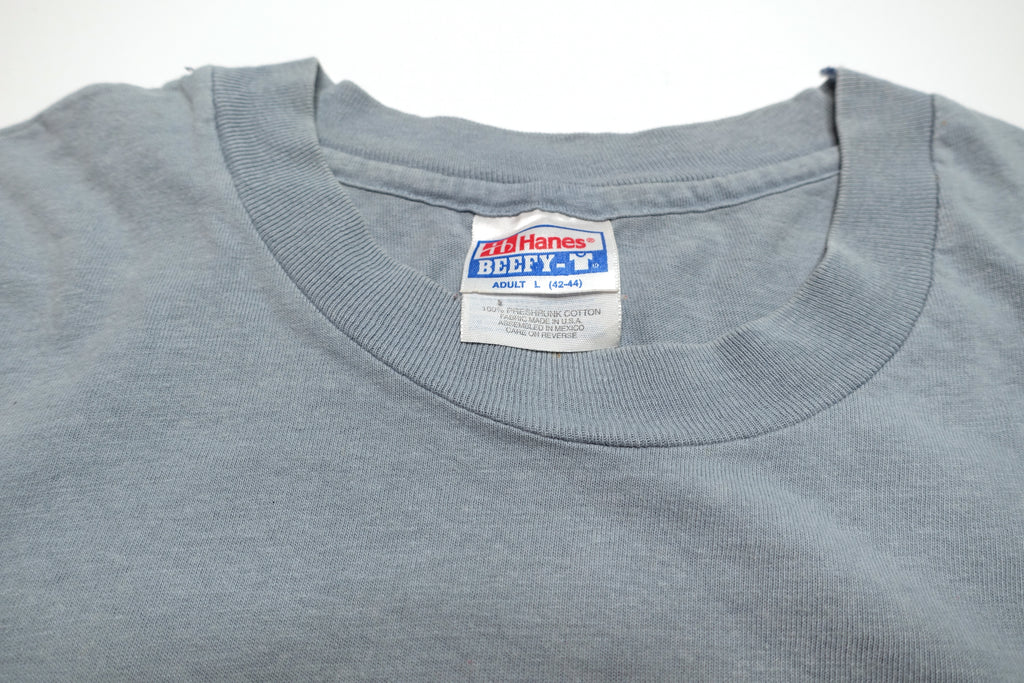 Hanes®
BEEFY-T
ADULT L (42-44)
100% PRESHRUNK COTTON
FABRIC MADE IN U.S.A.
ASSEMBLED IN MEXICO
CARE ON REVERSE